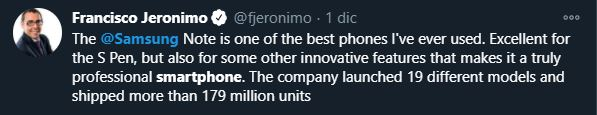 Francisco Jeronimo @fjeronimo · 1 dic
The @Samsung Note is one of the best phones I've ever used. Excellent for
the S Pen, but also for some other innovative features that makes it a truly
professional smartphone. The company launched 19 different models and
shipped more than 179 million units